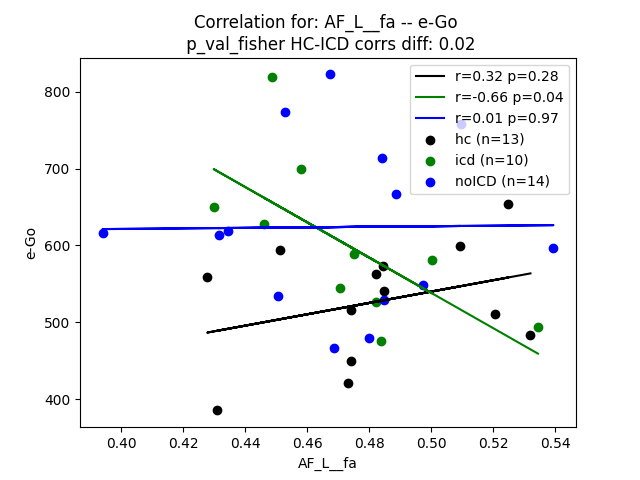 Correlation for: AF_L__fa -- e-Go
p_val_fisher HC-ICD corrs diff: 0.02
r=0.32 p=0.28
r=-0.66 p=0.04
r=0.01 p=0.97
hc (n=13)
icd (n=10)
noICD (n=14)
e-Go
800
700
600
500
400
0.40 0.42 0.44 0.46 0.48 0.50 0.52 0.54
AF_L__fa